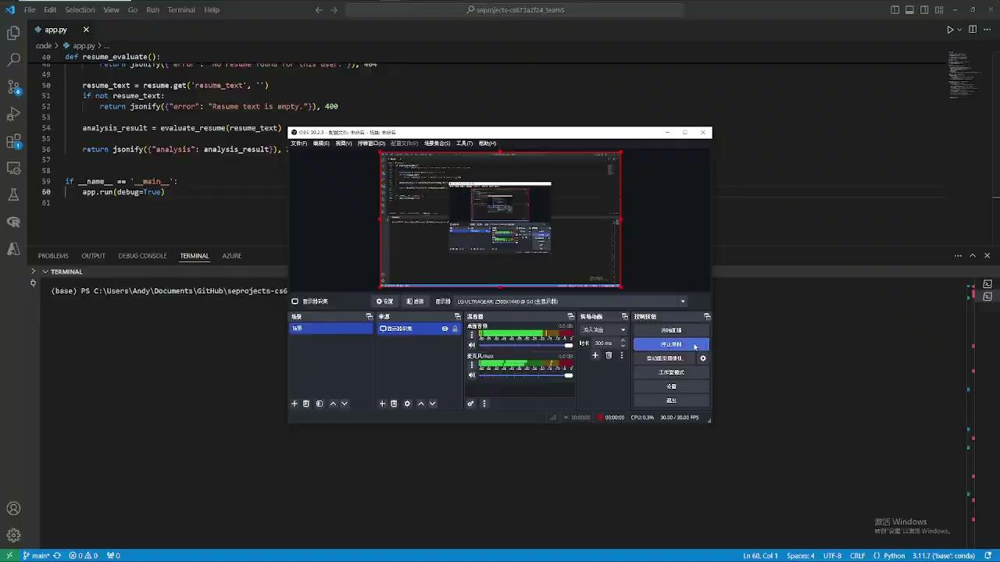 File Edit Selection View Go Run Terminal Help
seprojects-cs673a2f24_team5
app.py
code > app.py > ...
40 def resume_evaluate():
48 return jsonify({"error": "No resume found for this user."}), 404
49
50 resume_text = resume.get('resume_text', '')
51 if not resume_text:
52 return jsonify({"error": "Resume text is empty."}), 400
53
54 analysis_result = evaluate_resume(resume_text)
55
56 return jsonify({"analysis": analysis_result}),
57
58
59 if __name__ == '__main__':
60 app.run(debug=True)
61
PROBLEMS OUTPUT DEBUG CONSOLE TERMINAL AZURE
TERMINAL
(base) PS C:\Users\Andy\Documents\GitHub\seprojects-cs6
OBS 30.2.3 - 配置文件: 未命名 - 场景: 未命名
文件(F) 编辑(E) 视图(V) 停靠窗口(D) 配置文件(P) 场景集合(S) 工具(T) 帮助(H)
显示器采集 设置 滤镜 显示器 LG ULTRAGEAR: 2560x1440 @ 0,0 (主显示器)
场景 来源 混音器 转场动画 控制按钮
场景
显示器采集
桌面音频 0.0 dB
麦克风/Aux 0.0 dB
淡入淡出
时长 300 ms
开始直播
停止录制
启动虚拟摄像机
工作室模式
设置
退出
00:00:00 00:00:00 CPU: 0.3% 30.00 / 30.00 FPS
激活 Windows
转到"设置"以激活 Windows。
main* 0 0 0 Ln 60, Col 1 Spaces: 4 UTF-8 CRLF Python 3.11.7 ('base': conda)